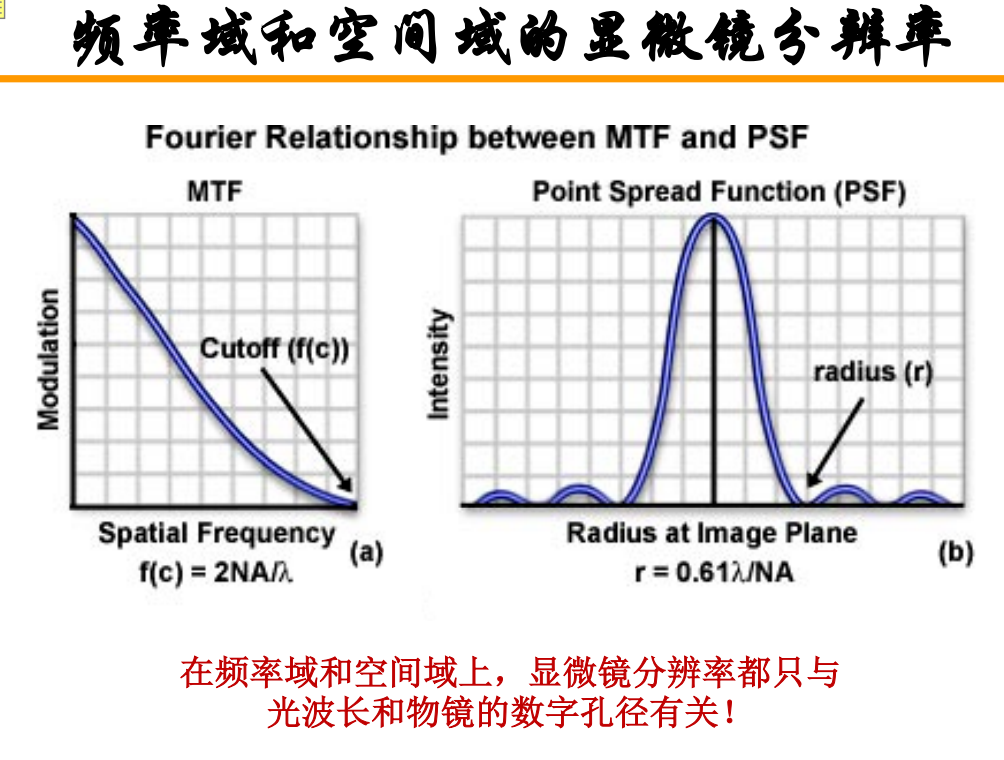 频率域和空间域的显微镜分辨率
Fourier Relationship between MTF and PSF
MTF
Modulation
Cutoff (f(c))
Spatial Frequency
f(c) = 2NA/λ
(a)
Point Spread Function (PSF)
Intensity
radius (r)
Radius at Image Plane
r = 0.61λ/NA
(b)
在频率域和空间域上，显微镜分辨率都只与
光波长和物镜的数字孔径有关！